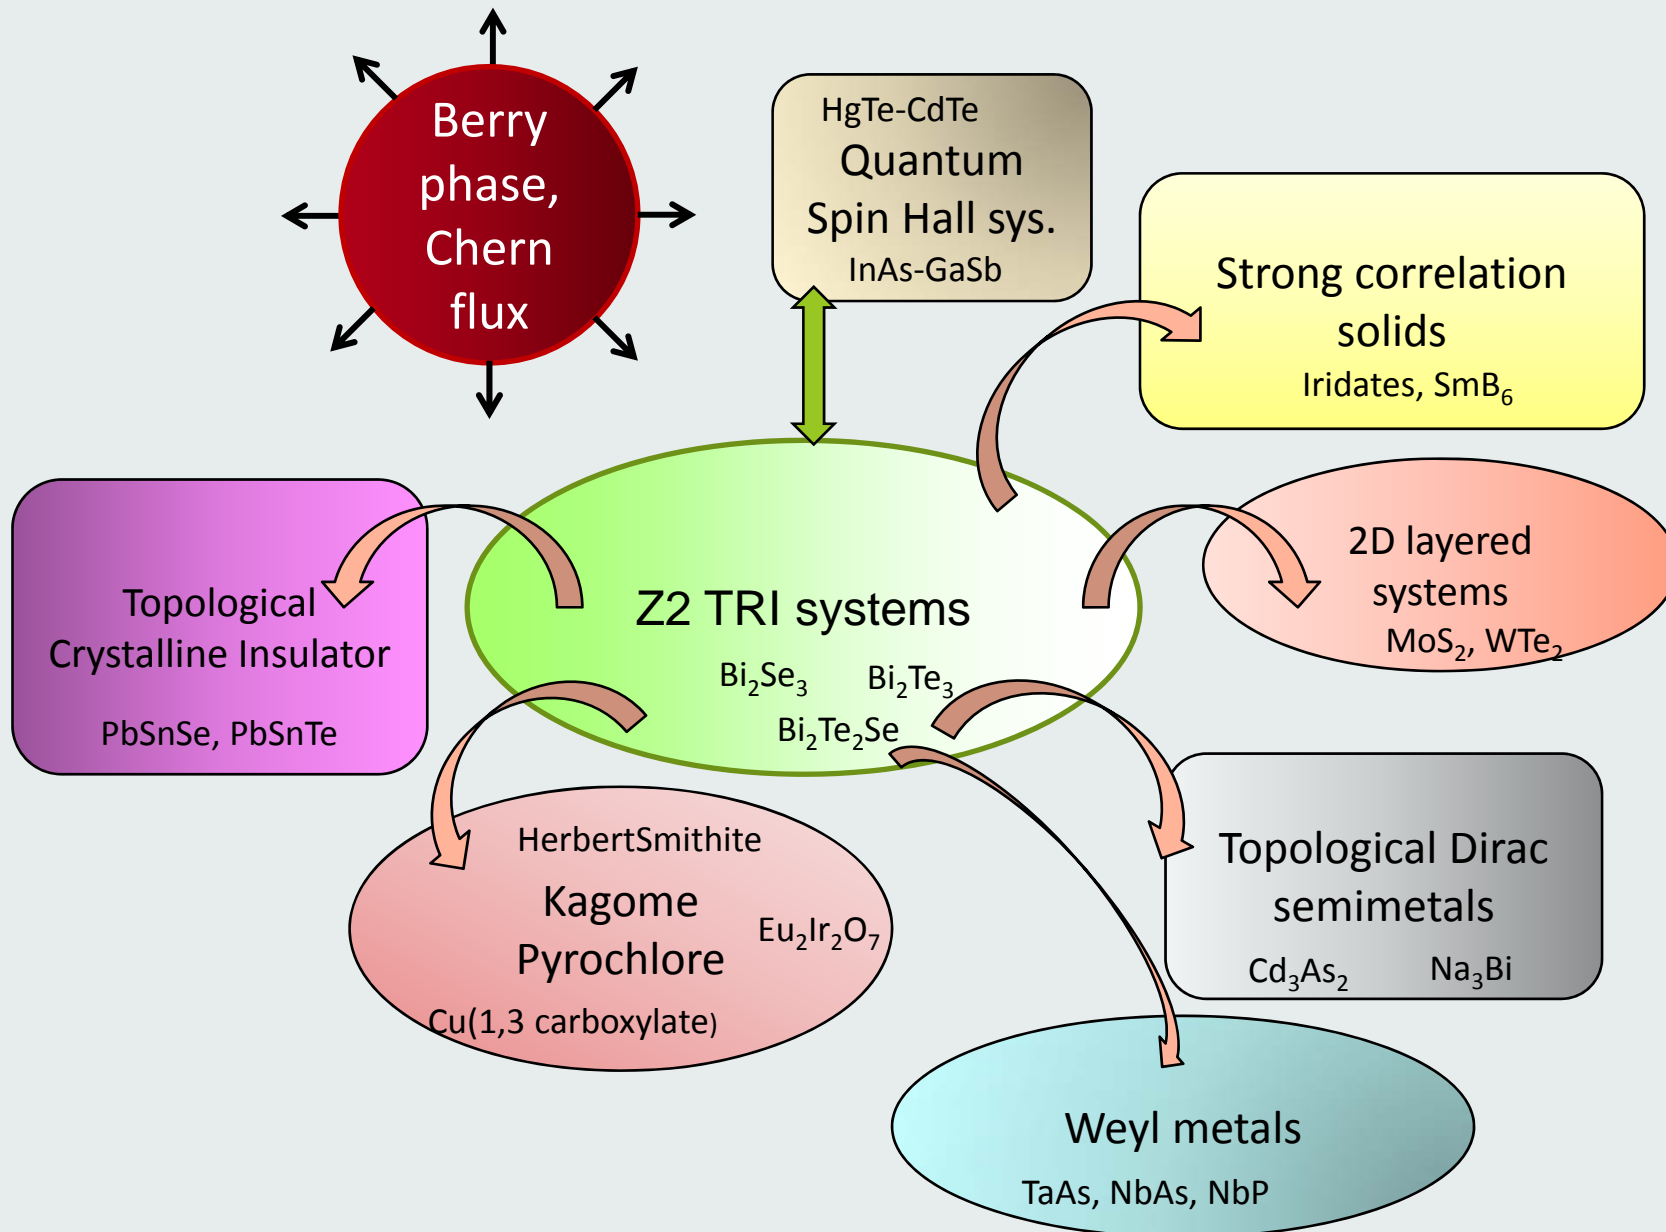 Berry
phase,
Chern
flux
HgTe-CdTe
Quantum
Spin Hall sys.
InAs-GaSb
Strong correlation
solids
Iridates, SmB₆
Topological
Crystalline Insulator
PbSnSe, PbSnTe
Z2 TRI systems
Bi₂Se₃ Bi₂Te₃
Bi₂Te₂Se
2D layered
systems
MoS₂, WTe₂
HerbertSmithite
Kagome
Pyrochlore
Eu₂Ir₂O₇
Cu(1,3 carboxylate)
Topological Dirac
semimetals
Cd₃As₂ Na₃Bi
Weyl metals
TaAs, NbAs, NbP